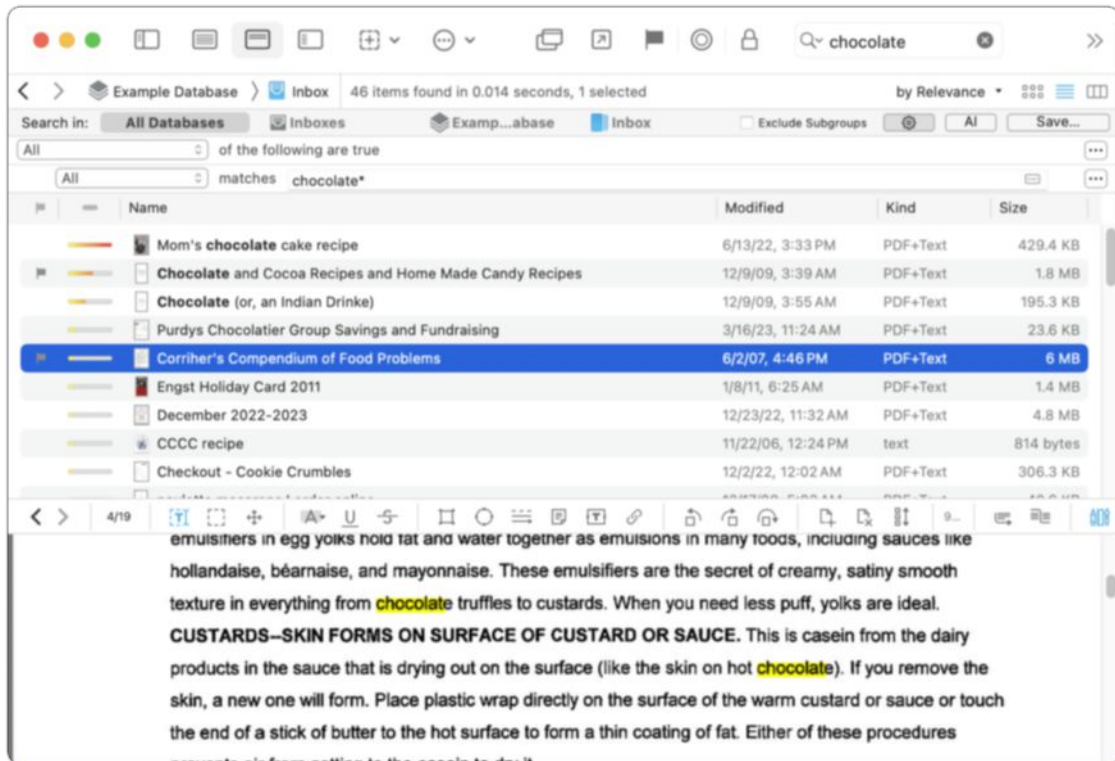 chocolate
Example Database Inbox 46 items found in 0.014 seconds, 1 selected by Relevance
Search in: All Databases Inboxes Examp...abase Inbox Exclude Subgroups AI Save...
All of the following are true
All matches chocolate*
Name Modified Kind Size
Mom's chocolate cake recipe 6/13/22, 3:33 PM PDF+Text 429.4 KB
Chocolate and Cocoa Recipes and Home Made Candy Recipes 12/9/09, 3:39 AM PDF+Text 1.8 MB
Chocolate (or, an Indian Drinke) 12/9/09, 3:55 AM PDF+Text 195.3 KB
Purdys Chocolatier Group Savings and Fundraising 3/16/23, 11:24 AM PDF+Text 23.6 KB
Corriher's Compendium of Food Problems 6/2/07, 4:46 PM PDF+Text 6 MB
Engst Holiday Card 2011 1/8/11, 6:25 AM PDF+Text 1.4 MB
December 2022-2023 12/23/22, 11:32 AM PDF+Text 4.8 MB
CCCC recipe 11/22/06, 12:24 PM text 814 bytes
Checkout - Cookie Crumbles 12/2/22, 12:02 AM PDF+Text 306.3 KB
4/19 T A U S T 9...
emulsifiers in egg yolks hold fat and water together as emulsions in many foods, including sauces like
hollandaise, béarnaise, and mayonnaise. These emulsifiers are the secret of creamy, satiny smooth
texture in everything from chocolate truffles to custards. When you need less puff, yolks are ideal.
CUSTARDS--SKIN FORMS ON SURFACE OF CUSTARD OR SAUCE. This is casein from the dairy
products in the sauce that is drying out on the surface (like the skin on hot chocolate). If you remove the
skin, a new one will form. Place plastic wrap directly on the surface of the warm custard or sauce or touch
the end of a stick of butter to the hot surface to form a thin coating of fat. Either of these procedures